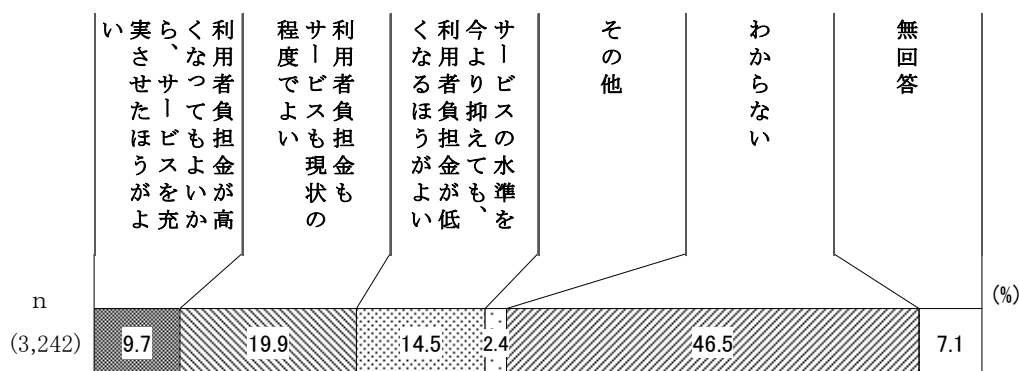 利用者負担金が高
くなってもよいか
ら、サービスを充
実させたほうがよ
い
利用者負担金も
サービスも現状の
程度でよい
サービスの水準を
今より抑えても、
利用者負担金が低
くなるほうがよい
その他
わからない
無回答
(%)
n
(3,242)
9.7
19.9
14.5
2.4
46.5
7.1